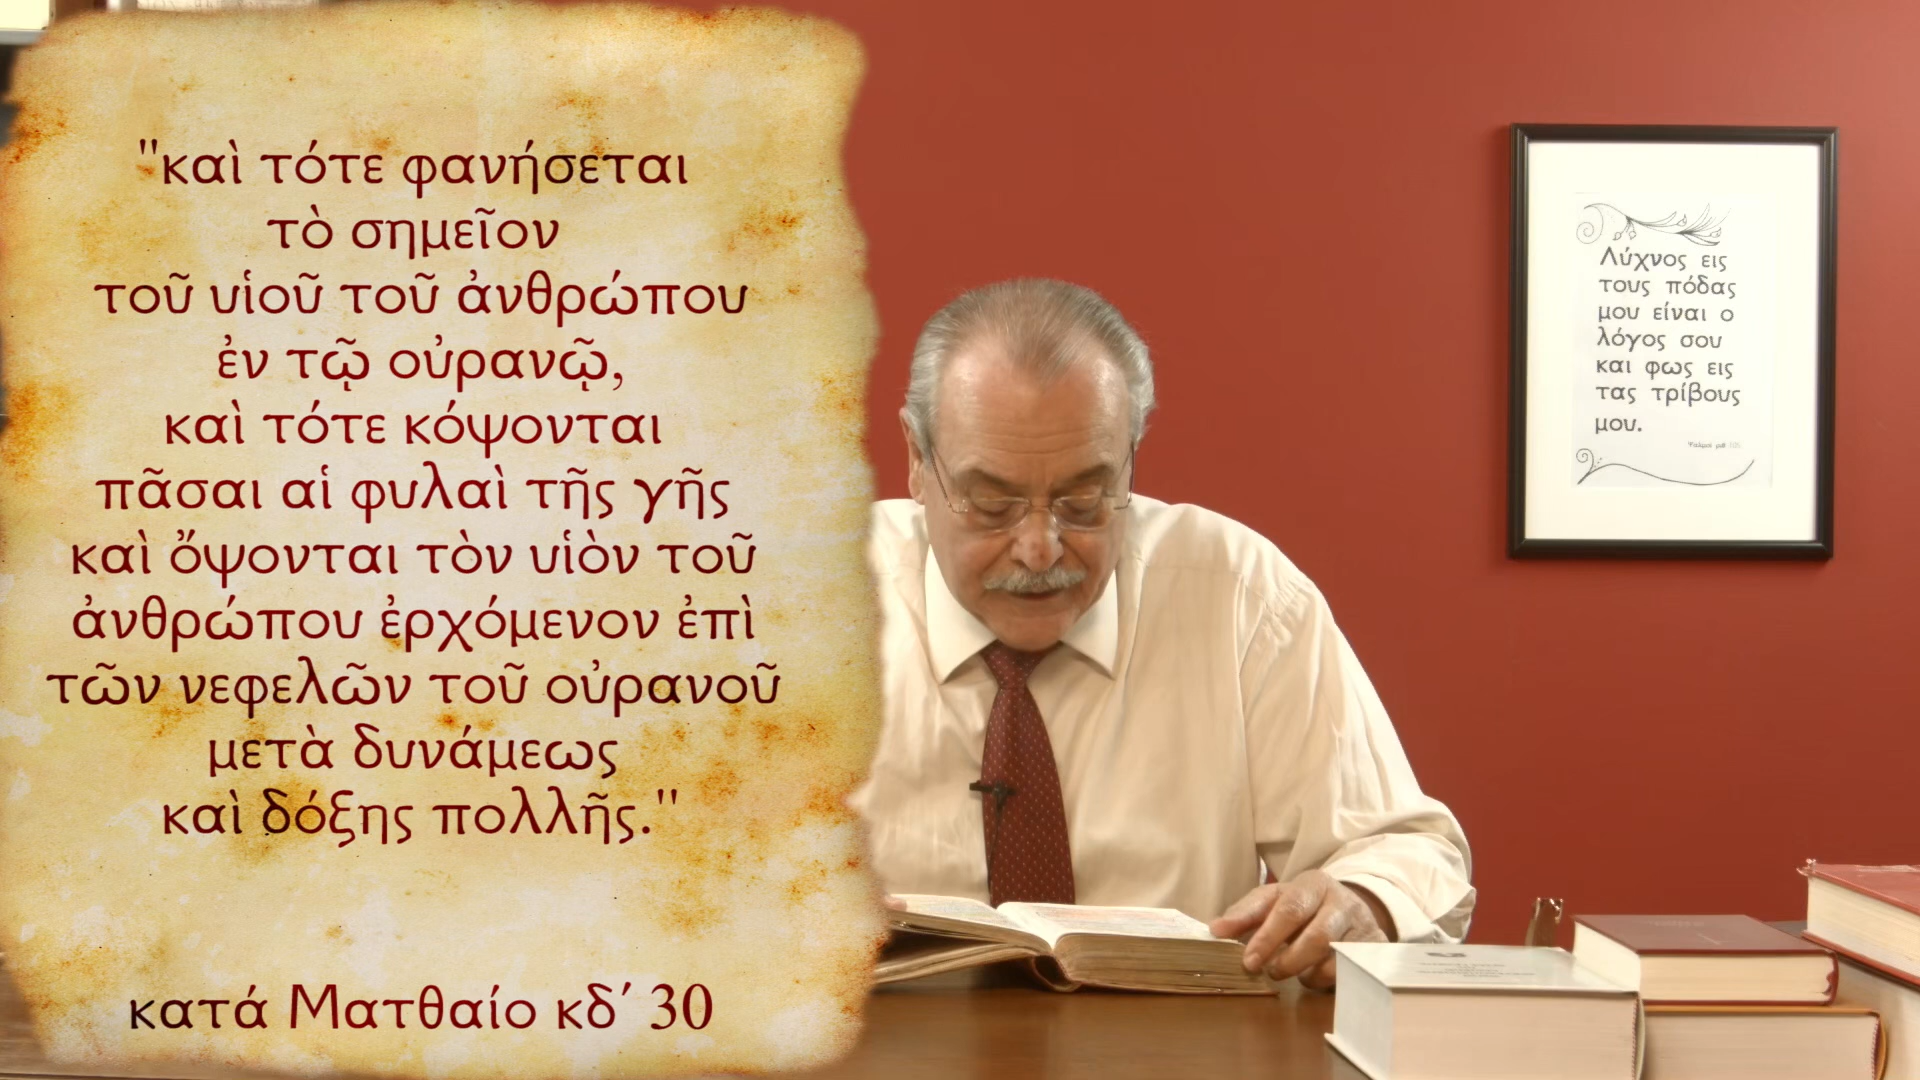 "καὶ τότε φανήσεται
τὸ σημεῖον
τοῦ υἱοῦ τοῦ ἀνθρώπου
ἐν τῷ οὐρανῷ,
καὶ τότε κόψονται
πᾶσαι αἱ φυλαὶ τῆς γῆς
καὶ ὄψονται τὸν υἱὸν τοῦ
ἀνθρώπου ἐρχόμενον ἐπὶ
τῶν νεφελῶν τοῦ οὐρανοῦ
μετὰ δυνάμεως
καὶ δόξης πολλῆς."
κατά Ματθαίο κδ΄ 30
Λύχνος εις
τους πόδας
μου είναι ο
λόγος σου
και φως εις
τας τρίβους
μου.